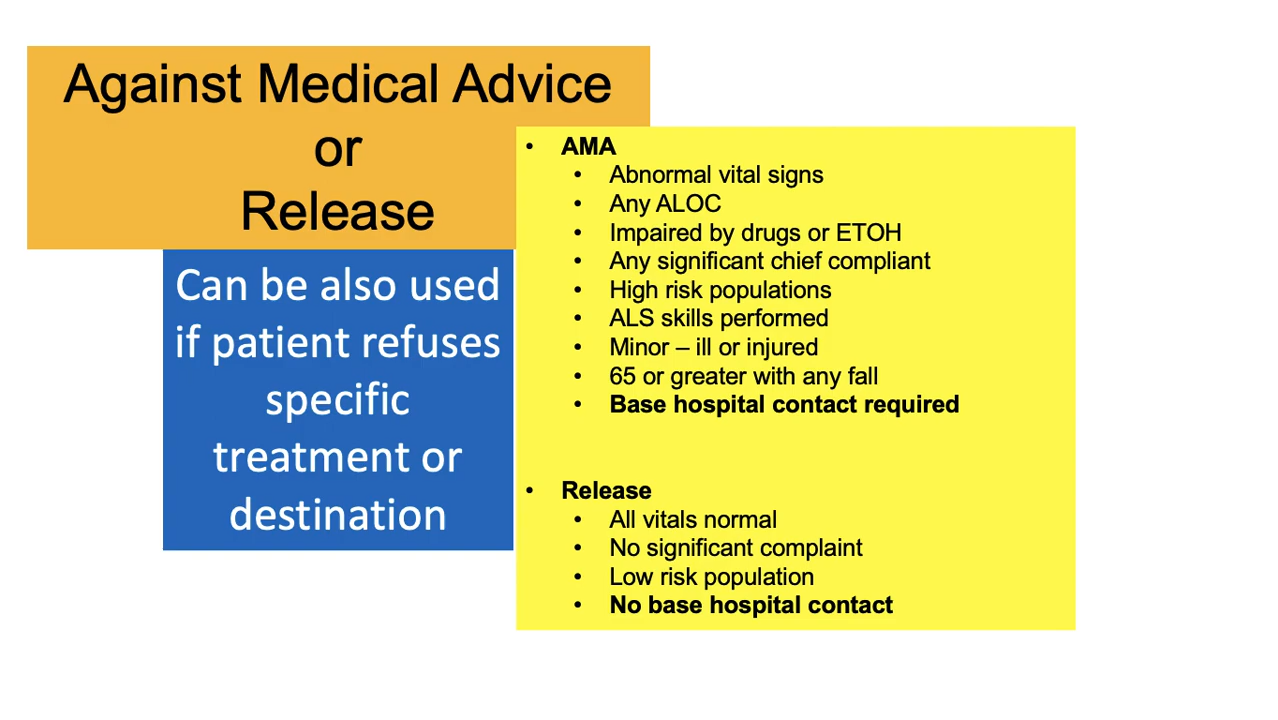 Against Medical Advice
or
Release
Can be also used
if patient refuses
specific
treatment or
destination
• AMA
• Abnormal vital signs
• Any ALOC
• Impaired by drugs or ETOH
• Any significant chief compliant
• High risk populations
• ALS skills performed
• Minor – ill or injured
• 65 or greater with any fall
• Base hospital contact required
• Release
• All vitals normal
• No significant complaint
• Low risk population
• No base hospital contact